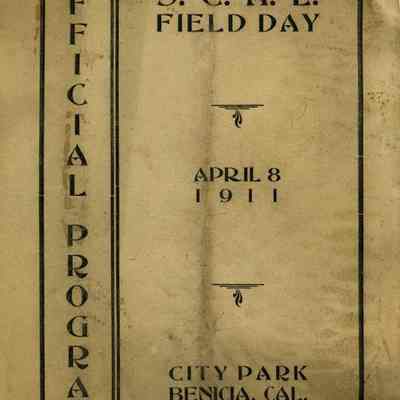 FFICIAL PROGRA
S. C. A. L.
FIELD DAY
APRIL 8
1911
CITY PARK
BENICIA, CAL.